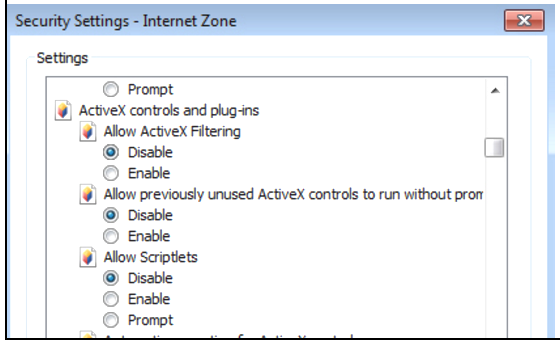 Security Settings - Internet Zone
Settings
Prompt
ActiveX controls and plug-ins
Allow ActiveX Filtering
Disable
Enable
Allow previously unused ActiveX controls to run without prom
Disable
Enable
Allow Scriptlets
Disable
Enable
Prompt